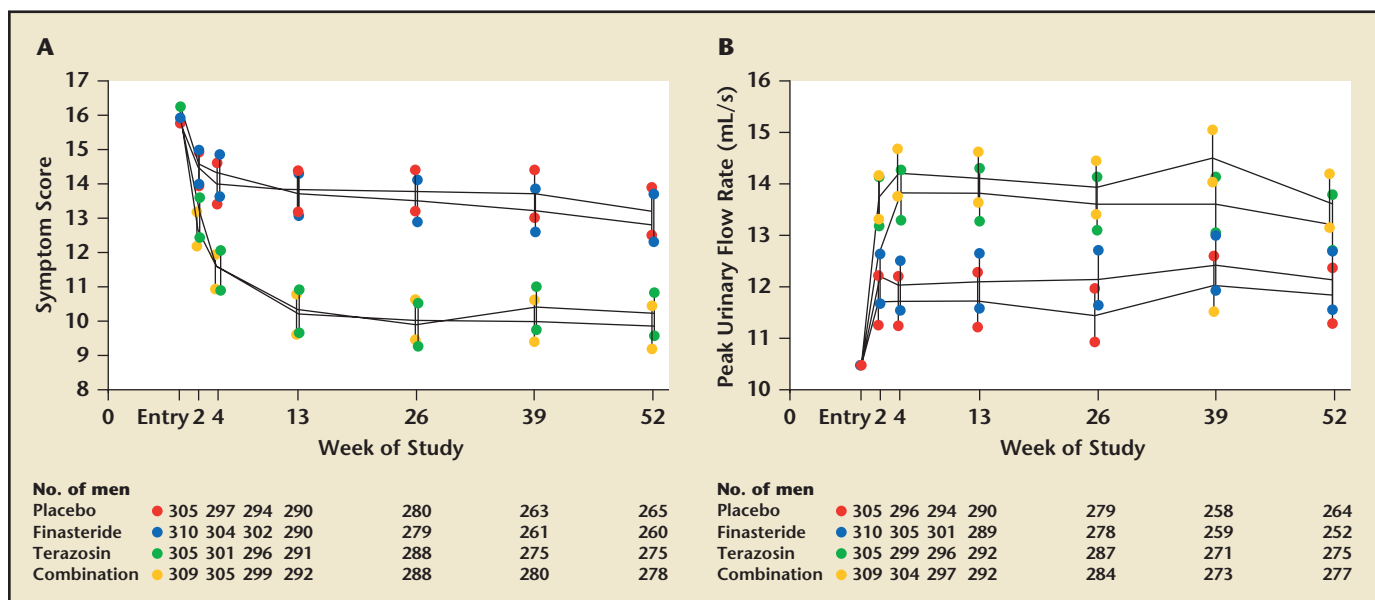 A
Symptom Score
17
16
15
14
13
12
11
10
9
8
0 Entry 2 4 13 26 39 52
Week of Study
No. of men
Placebo 305 297 294 290 280 263 265
Finasteride 310 304 302 290 279 261 260
Terazosin 305 301 296 291 288 275 275
Combination 309 305 299 292 288 280 278
B
Peak Urinary Flow Rate (mL/s)
16
15
14
13
12
11
10
0 Entry 2 4 13 26 39 52
Week of Study
No. of men
Placebo 305 296 294 290 279 258 264
Finasteride 310 305 301 289 278 259 252
Terazosin 305 299 296 292 287 271 275
Combination 309 304 297 292 284 273 277